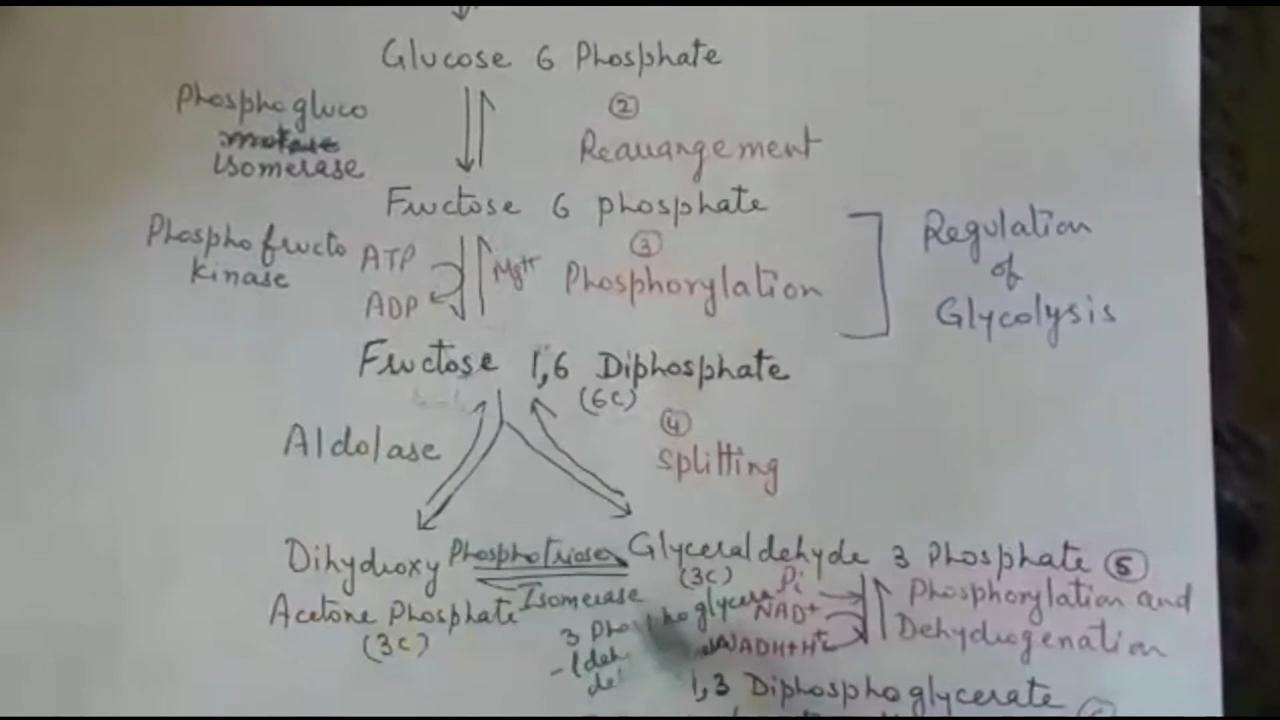 Glucose 6 Phosphate
Phosphogluco
isomerase
②
Rearrangement
Fructose 6 phosphate
Phosphofructo
kinase
ATP
ADP
Mg++
③
Phosphorylation
Regulation
of
Glycolysis
Fructose 1,6 Diphosphate
(6C)
Aldolase
④
Splitting
Dihydroxy
Acetone Phosphate
(3C)
Phosphotriose
Isomerase
Glyceraldehyde 3 Phosphate ⑤
(3C)
Pi
NAD+
NADH+H+
Phosphorylation and
Dehydrogenation
3
1,3 Diphosphoglycerate